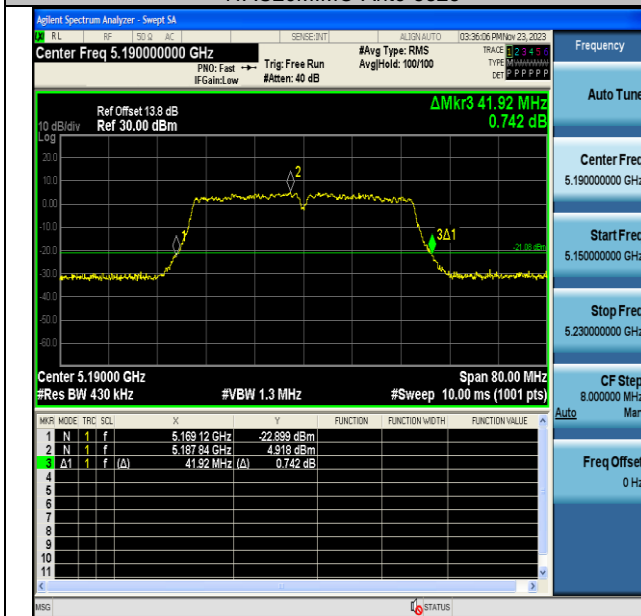 Agilent Spectrum Analyzer - Swept SA
RL RF 50 Ω AC SENSE:INT ALIGN AUTO 03:36:06 PM Nov 23, 2023
Center Freq 5.190000000 GHz
PNO: Fast
IFGain:Low
Trig: Free Run
#Atten: 40 dB
#Avg Type: RMS
Avg|Hold: 100/100
TRACE 1 2 3 4 5 6
TYPE M
DET P P P P P P
Frequency
ΔMkr3 41.92 MHz
0.742 dB
Ref Offset 13.8 dB
Ref 30.00 dBm
10 dB/div
Log
20.0
10.0
0.00
-10.0
-20.0
-30.0
-40.0
-50.0
-60.0
1
2
3Δ1
-21.08 dBm
Center 5.19000 GHz Span 80.00 MHz
#Res BW 430 kHz #VBW 1.3 MHz #Sweep 10.00 ms (1001 pts)
MKR MODE TRC SCL X Y FUNCTION FUNCTION WIDTH FUNCTION VALUE
1 N 1 f 5.169 12 GHz -22.899 dBm
2 N 1 f 5.187 84 GHz 4.918 dBm
3 Δ1 1 f (Δ) 41.92 MHz (Δ) 0.742 dB
4
5
6
7
8
9
10
11
MSG STATUS
Auto Tune
Center Freq
5.190000000 GHz
Start Freq
5.150000000 GHz
Stop Freq
5.230000000 GHz
CF Step
8.000000 MHz
Auto Man
Freq Offset
0 Hz